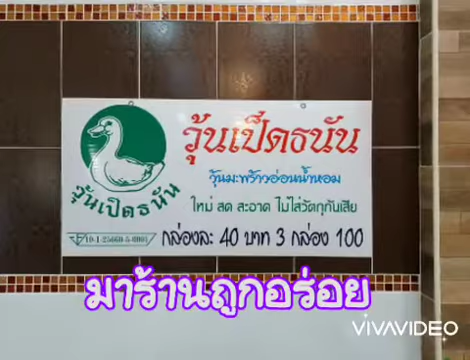 วุ้นเป็ดธนัน
วุ้นมะพร้าวอ่อนน้ำหอม
ใหม่ สด สะอาด ไม่ใส่วัตถุกันเสีย
วุ้นเป็ดธนัน
กล่องละ 40 บาท 3 กล่อง 100
มาร้านถูกอร่อย
VIVAVIDEO